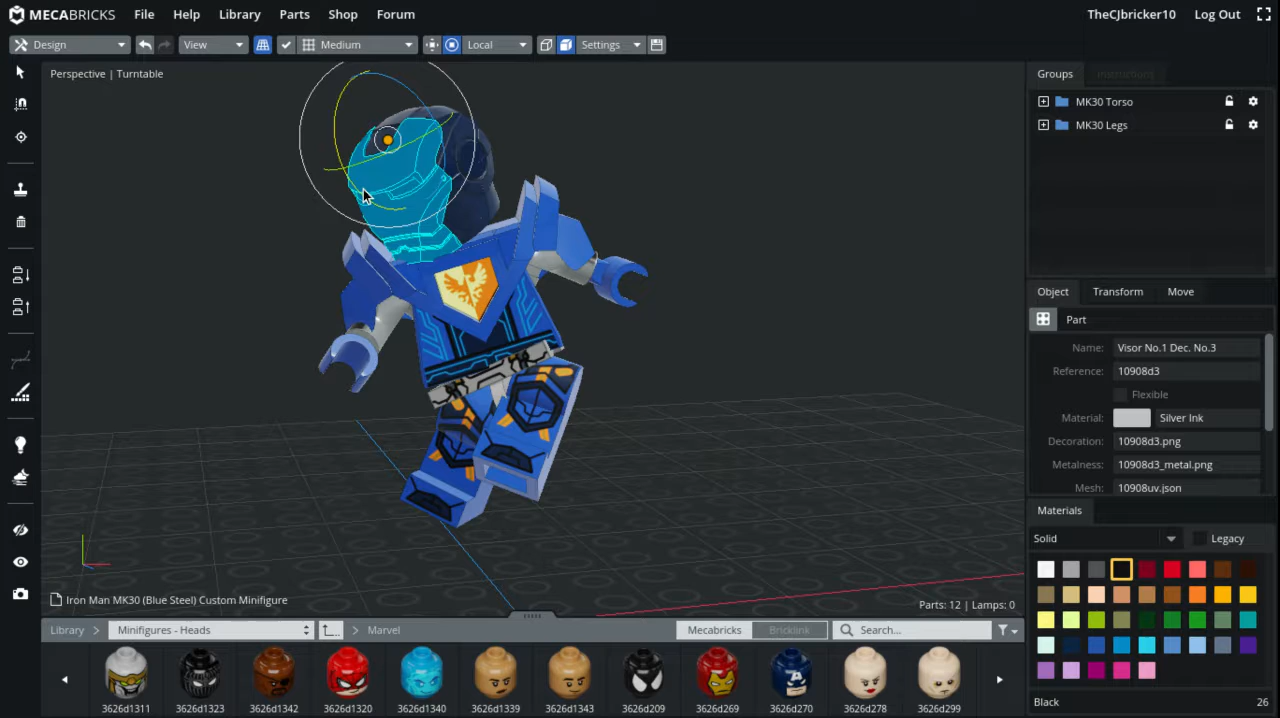 MECABRICKS File Help Library Parts Shop Forum TheCJbricker10 Log Out
Design View Medium Local Settings
Perspective | Turntable
Groups Instructions
MK30 Torso
MK30 Legs
Object Transform Move
Part
Name: Visor No.1 Dec. No.3
Reference: 10908d3
Flexible
Material: Silver Ink
Decoration: 10908d3.png
Metalness: 10908d3_metal.png
Mesh: 10908uv.json
Materials
Solid Legacy
Iron Man MK30 (Blue Steel) Custom Minifigure
Parts: 12 | Lamps: 0
Library Minifigures - Heads Marvel Mecabricks Bricklink Search...
3626d1311 3626d1323 3626d1342 3626d1320 3626d1340 3626d1339 3626d1343 3626d209 3626d269 3626d270 3626d278 3626d299
Black 26